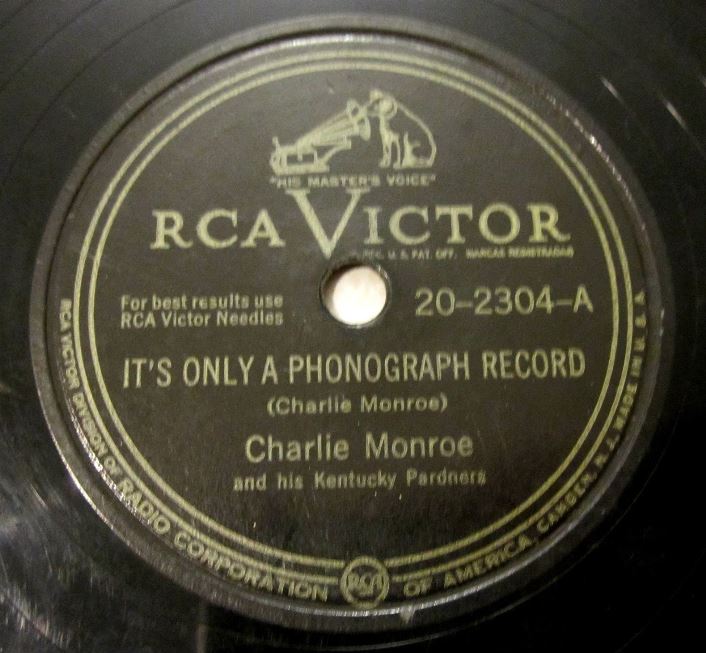 "HIS MASTER'S VOICE"
RCA VICTOR
REG. U. S. PAT. OFF. MARCAS REGISTRADAS
For best results use
RCA Victor Needles
20-2304-A
IT'S ONLY A PHONOGRAPH RECORD
(Charlie Monroe)
Charlie Monroe
and his Kentucky Pardners
RCA VICTOR DIVISION OF RADIO CORPORATION OF AMERICA, CAMDEN, N. J. MADE IN U. S. A.
RCA